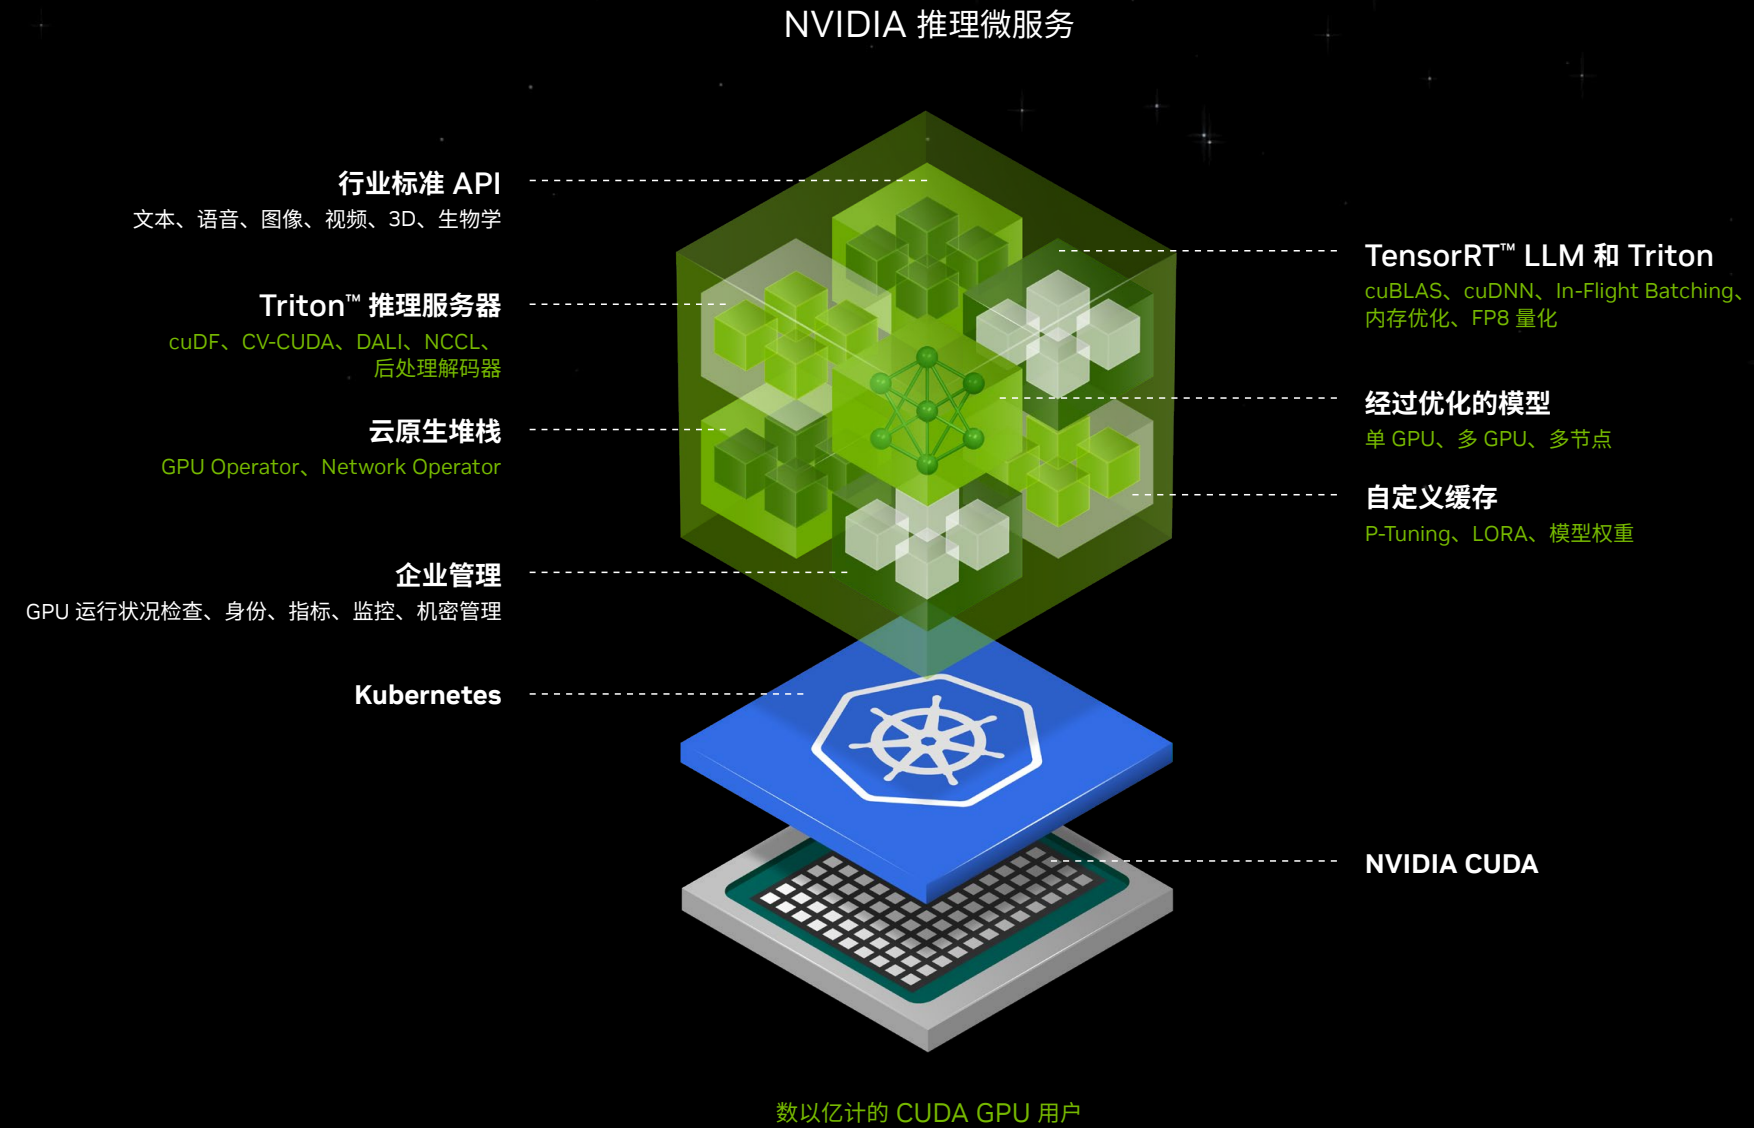 NVIDIA 推理微服务
行业标准 API
文本、语音、图像、视频、3D、生物学
Triton™ 推理服务器
cuDF、CV-CUDA、DALI、NCCL、
后处理解码器
云原生堆栈
GPU Operator、Network Operator
企业管理
GPU 运行状况检查、身份、指标、监控、机密管理
Kubernetes
TensorRT™ LLM 和 Triton
cuBLAS、cuDNN、In-Flight Batching、
内存优化、FP8 量化
经过优化的模型
单 GPU、多 GPU、多节点
自定义缓存
P-Tuning、LORA、模型权重
NVIDIA CUDA
数以亿计的 CUDA GPU 用户